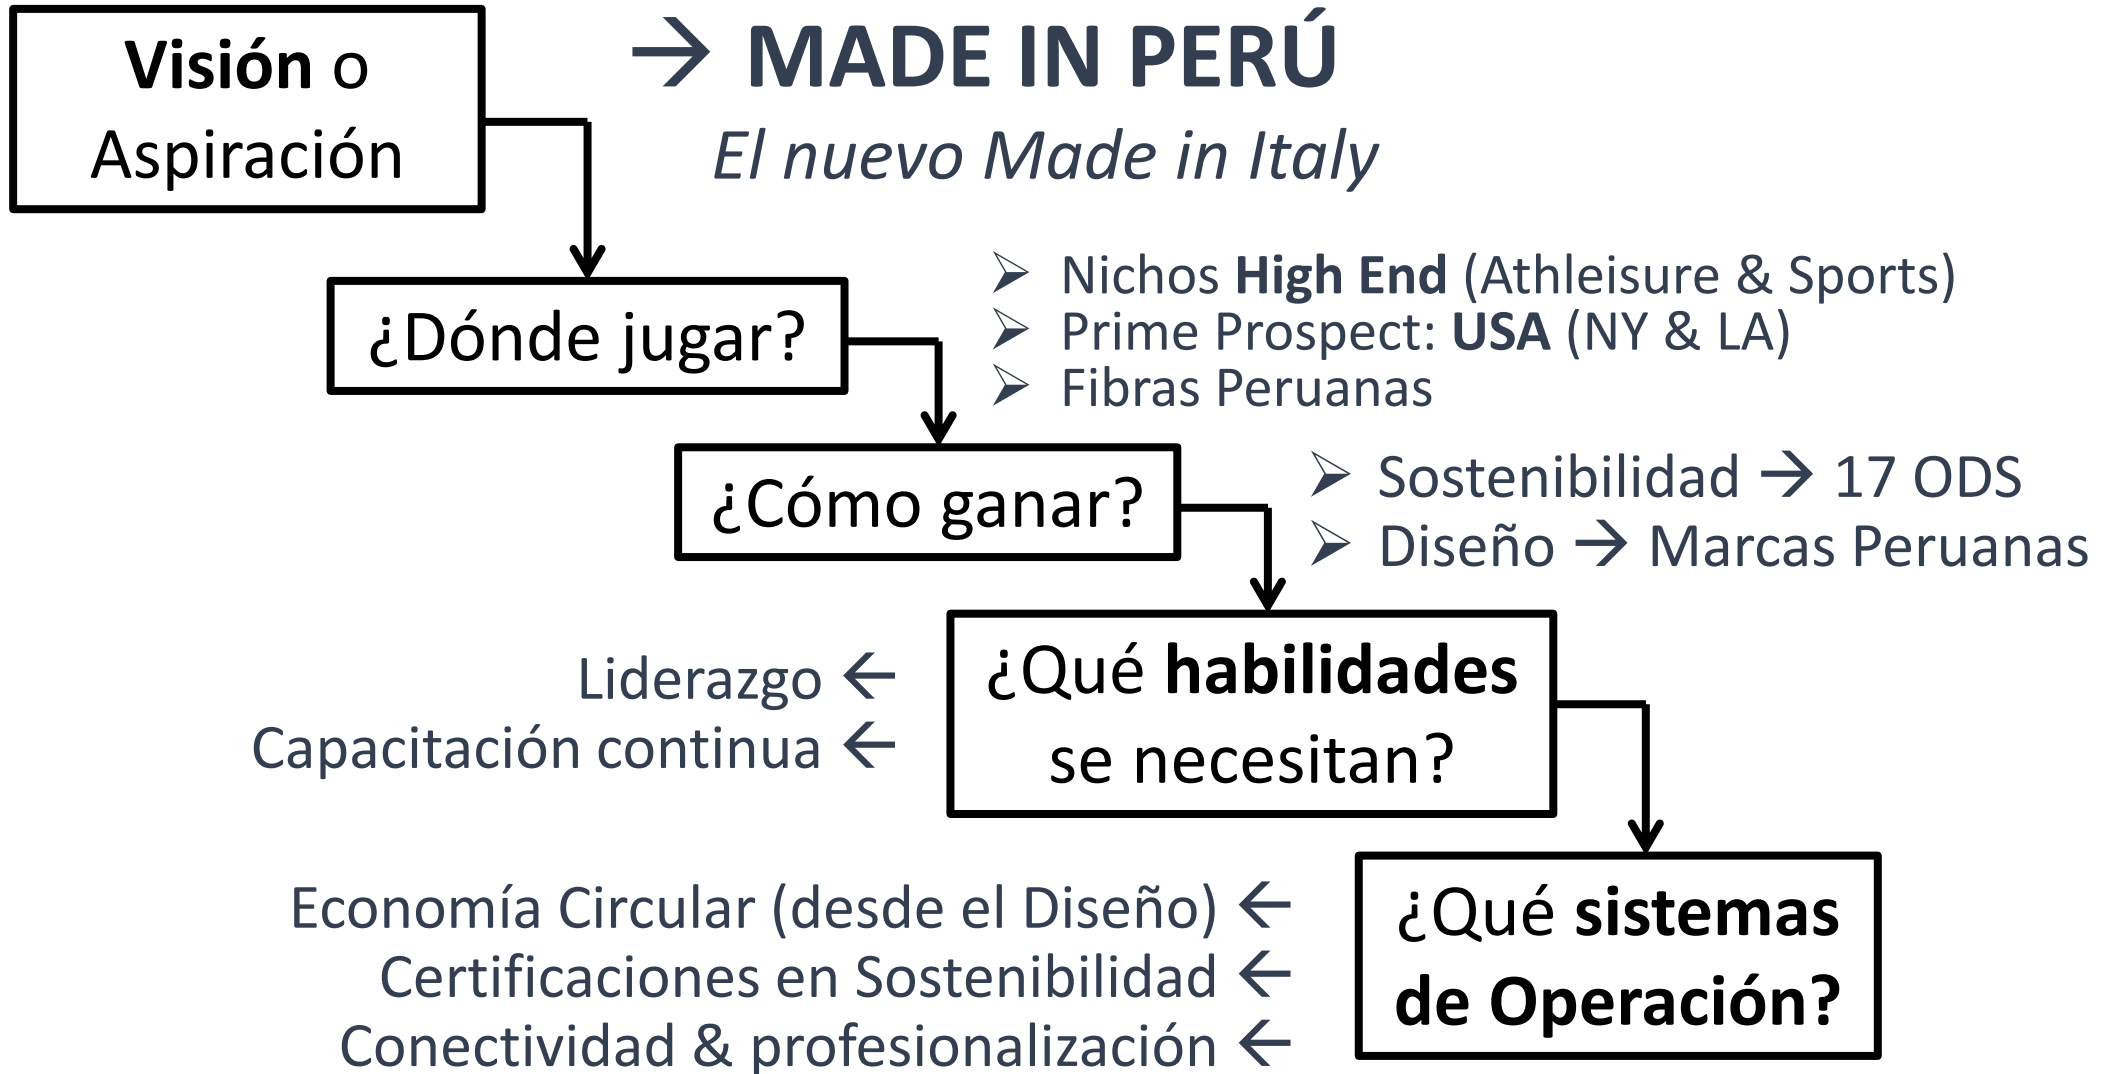 Visión o
Aspiración
→ MADE IN PERÚ
El nuevo Made in Italy
¿Dónde jugar?
➢ Nichos High End (Athleisure & Sports)
➢ Prime Prospect: USA (NY & LA)
➢ Fibras Peruanas
¿Cómo ganar?
➢ Sostenibilidad → 17 ODS
➢ Diseño → Marcas Peruanas
¿Qué habilidades
se necesitan?
Liderazgo ←
Capacitación continua ←
¿Qué sistemas
de Operación?
Economía Circular (desde el Diseño) ←
Certificaciones en Sostenibilidad ←
Conectividad & profesionalización ←